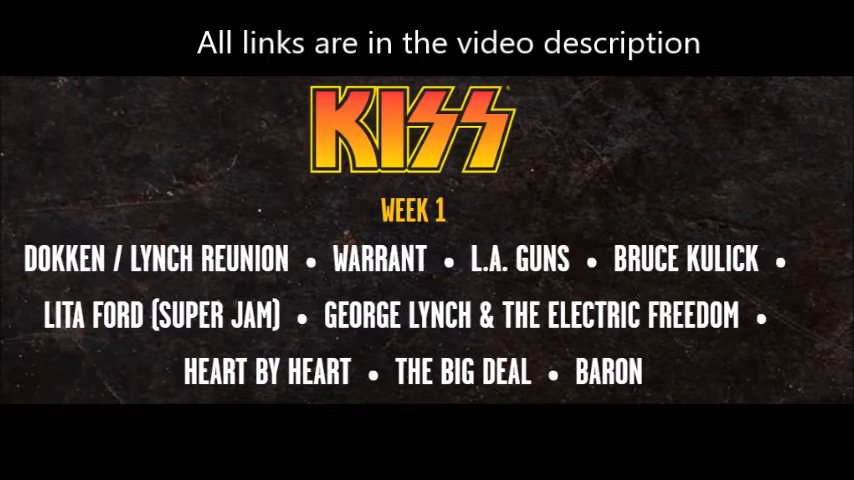 All links are in the video description
KISS
WEEK 1
DOKKEN / LYNCH REUNION • WARRANT • L.A. GUNS • BRUCE KULICK •
LITA FORD (SUPER JAM) • GEORGE LYNCH & THE ELECTRIC FREEDOM •
HEART BY HEART • THE BIG DEAL • BARON